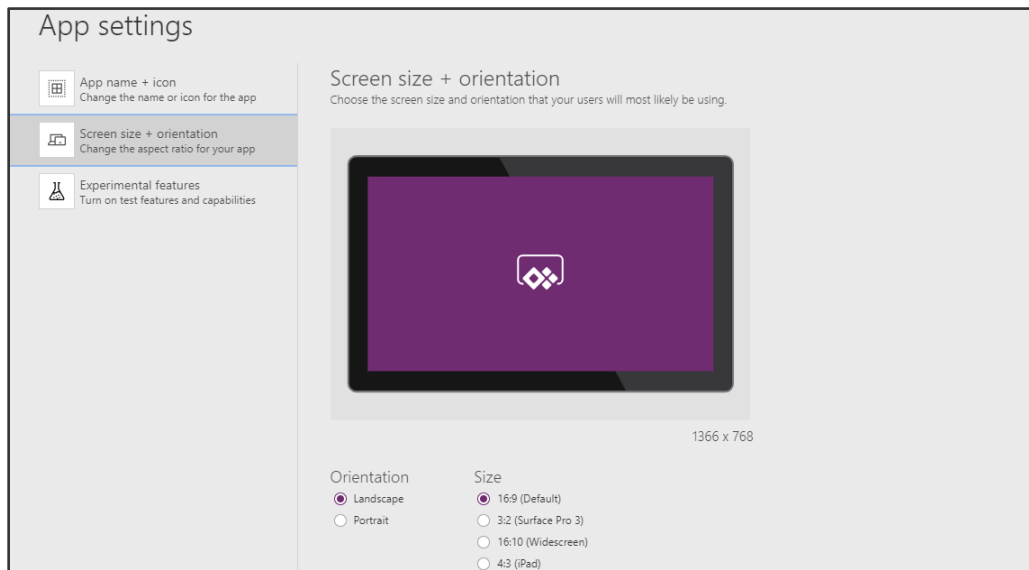 App settings
App name + icon
Change the name or icon for the app
Screen size + orientation
Change the aspect ratio for your app
Experimental features
Turn on test features and capabilities
Screen size + orientation
Choose the screen size and orientation that your users will most likely be using.
1366 x 768
Orientation
Landscape
Portrait
Size
16:9 (Default)
3:2 (Surface Pro 3)
16:10 (Widescreen)
4:3 (iPad)